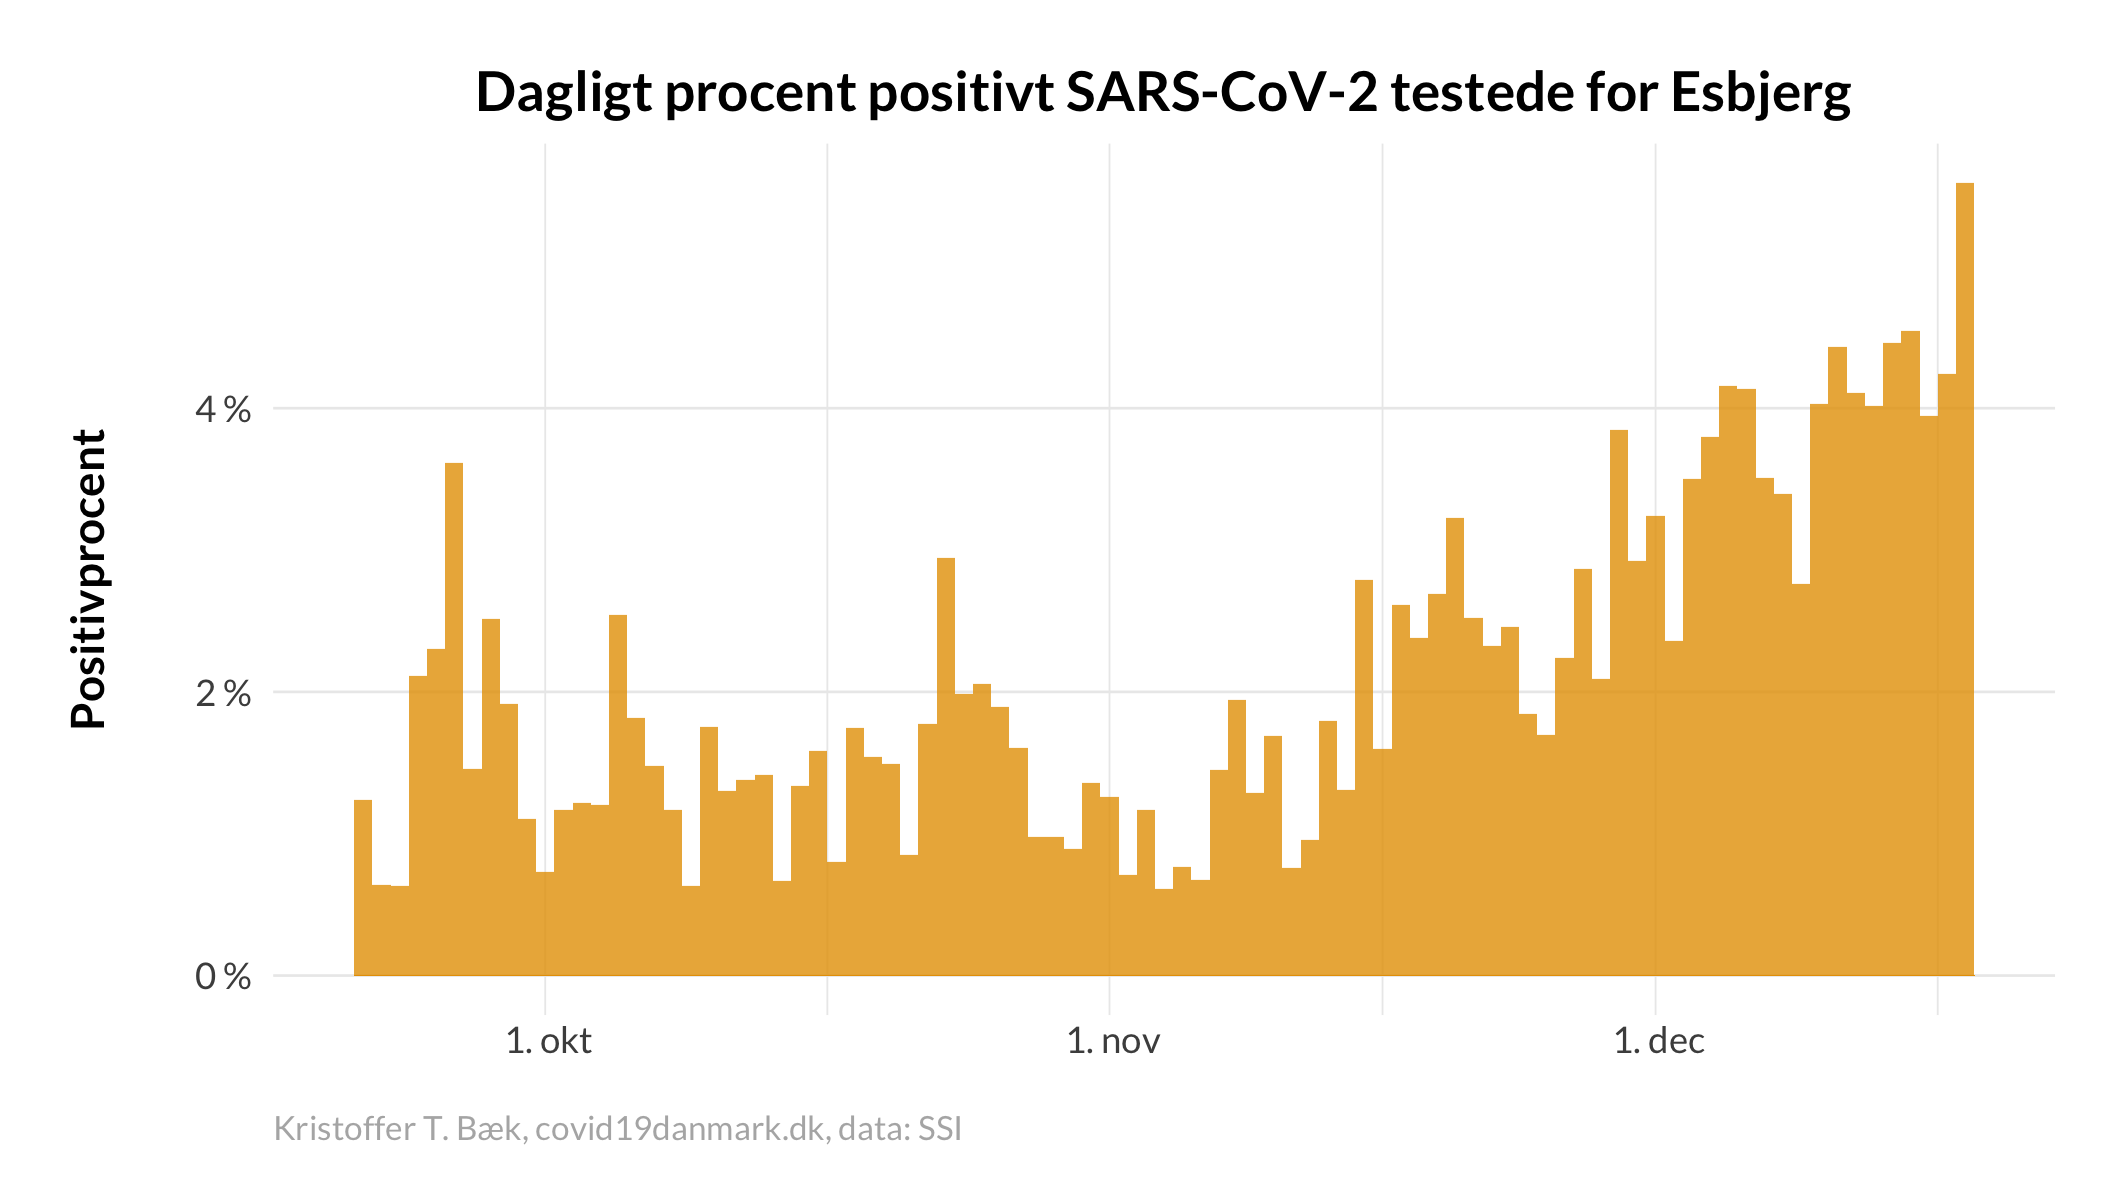 Dagligt procent positivt SARS-CoV-2 testede for Esbjerg
Positivprocent
4 %
2 %
0 %
1. okt
1. nov
1. dec
Kristoffer T. Bæk, covid19danmark.dk, data: SSI